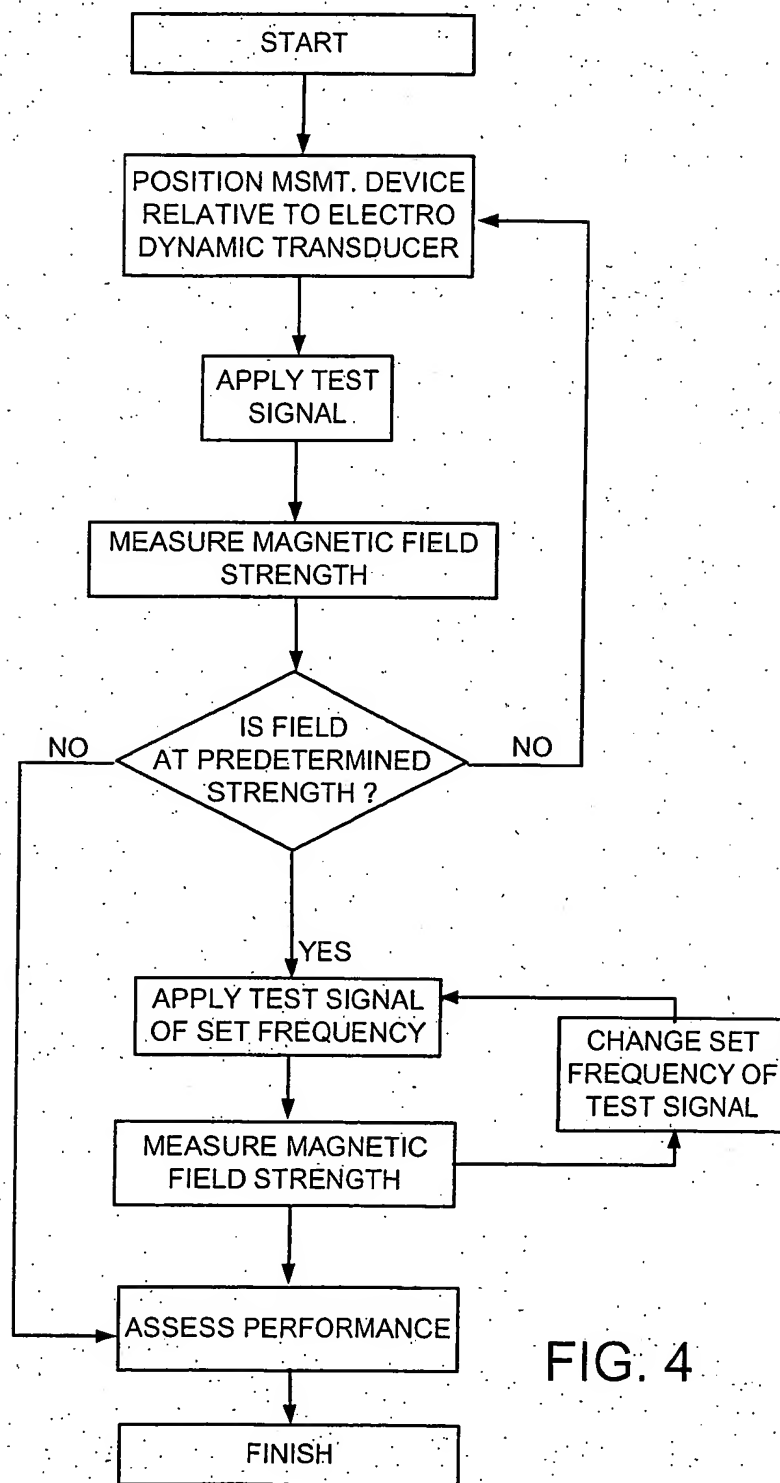 START
POSITION MSMT. DEVICE
RELATIVE TO ELECTRO
DYNAMIC TRANSDUCER
APPLY TEST
SIGNAL
MEASURE MAGNETIC FIELD
STRENGTH
IS FIELD
AT PREDETERMINED
STRENGTH ?
NO
NO
YES
APPLY TEST SIGNAL
OF SET FREQUENCY
CHANGE SET
FREQUENCY OF
TEST SIGNAL
MEASURE MAGNETIC
FIELD STRENGTH
ASSESS PERFORMANCE
FINISH
FIG. 4